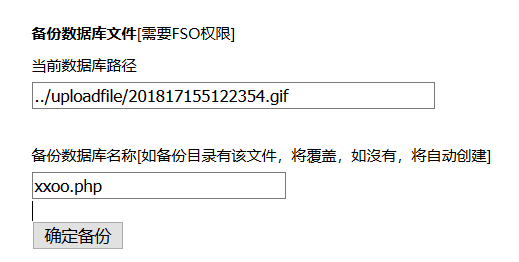 备份数据库文件[需要FSO权限]
当前数据库路径
../uploadfile/201817155122354.gif
备份数据库名称[如备份目录有该文件，将覆盖，如沒有，将自动创建]
xxoo.php
确定备份